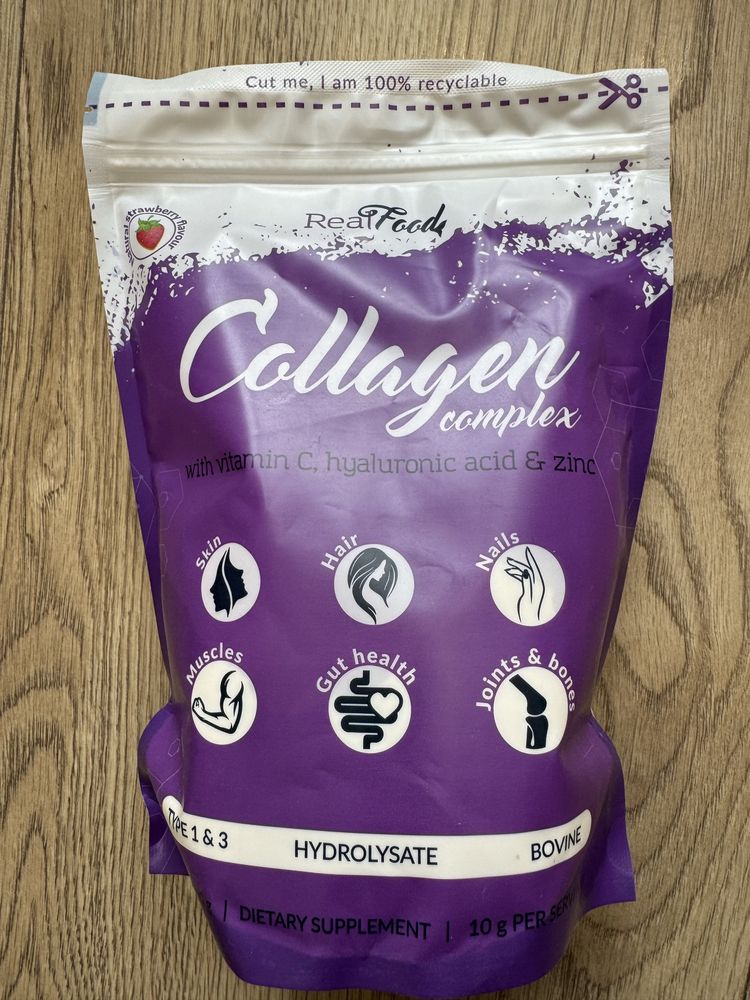 Cut me, I am 100% recyclable
Natural strawberry flavour
RealFoods
Collagen
complex
with vitamin C, hyaluronic acid & zinc
Skin
Hair
Nails
Muscles
Gut health
Joints & bones
TYPE 1 & 3 HYDROLYSATE BOVINE
| DIETARY SUPPLEMENT | 10 g PER